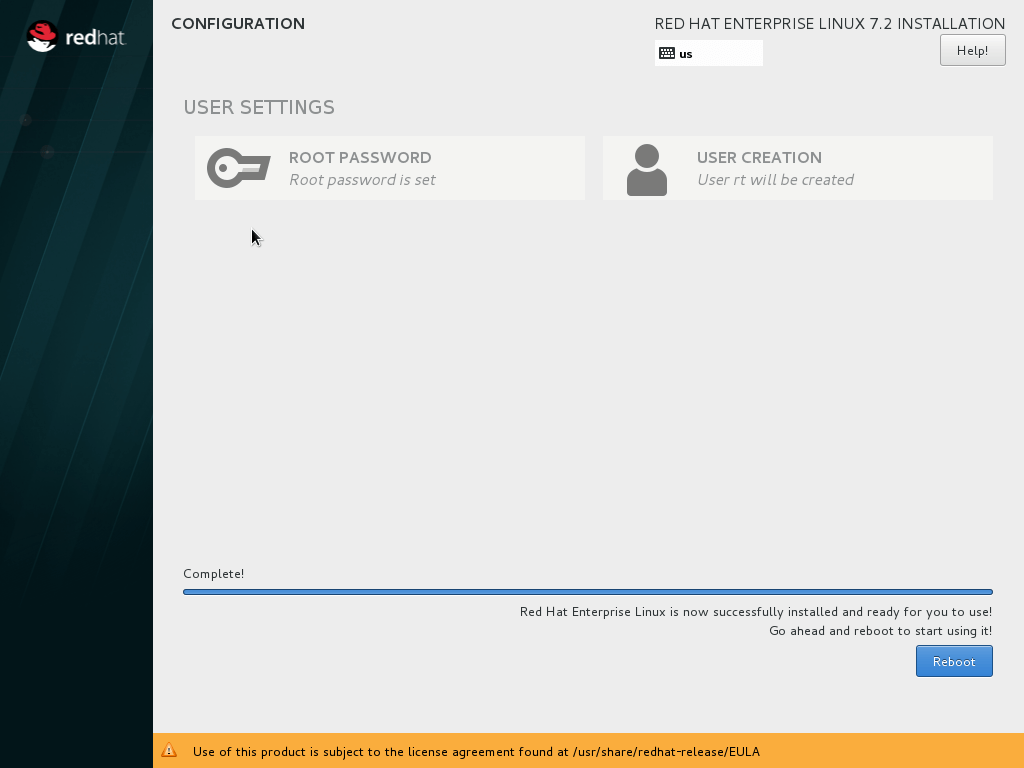 redhat.
CONFIGURATION
RED HAT ENTERPRISE LINUX 7.2 INSTALLATION
us
Help!
USER SETTINGS
ROOT PASSWORD
Root password is set
USER CREATION
User rt will be created
Complete!
Red Hat Enterprise Linux is now successfully installed and ready for you to use!
Go ahead and reboot to start using it!
Reboot
Use of this product is subject to the license agreement found at /usr/share/redhat-release/EULA